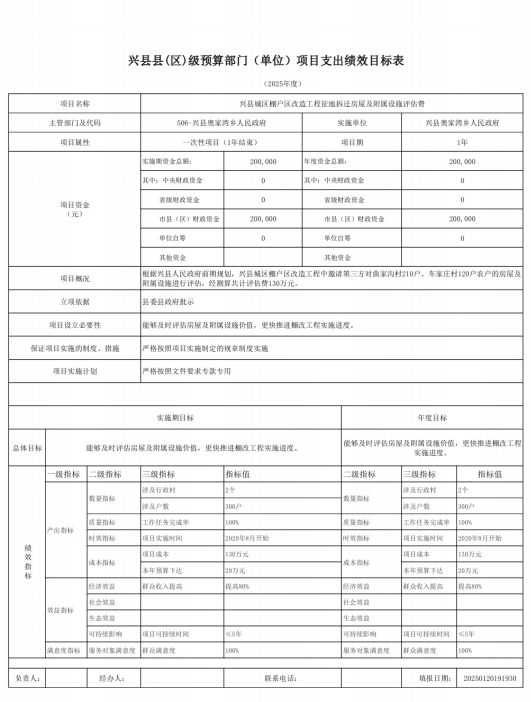 兴县县(区)级预算部门（单位）项目支出绩效目标表
（2025年度）
项目名称 兴县城区棚户区改造工程征地拆迁房屋及附属设施评估费
主管部门及代码 506-兴县奥家湾乡人民政府 实施单位 兴县奥家湾乡人民政府
项目属性 一次性项目（1年结束） 项目期 1年
项目资金（元）
实施期资金总额： 200,000 年度资金总额： 200,000
其中：中央财政资金 0 其中：中央财政资金 0
省级财政资金 0 省级财政资金 0
市县（区）财政资金 200,000 市县（区）财政资金 200,000
单位自筹 0 单位自筹 0
其他资金 其他资金
项目概况 根据兴县人民政府前期规划，兴县城区棚户区改造工程中邀请第三方对曲家沟村210户、车家庄村120户农户的房屋及
附属设施进行评估，经测算共计评估费130万元。
立项依据 县委县政府批示
项目设立必要性 能够及时评估房屋及附属设施价值，更快推进棚改工程实施进度。
保证项目实施的制度、措施 严格按照项目实施制定的规章制度实施
项目实施计划 严格按照文件要求专款专用
实施期目标 年度目标
总体目标 能够及时评估房屋及附属设施价值，更快推进棚改工程实施进度。 能够及时评估房屋及附属设施价值，更快推进棚改工程
实施进度。
绩效指标
一级指标 二级指标 三级指标 指标值 二级指标 三级指标 指标值
产出指标 数量指标 涉及行政村 2个 数量指标 涉及行政村 2个
涉及户数 300户 涉及户数 300户
质量指标 工作任务完成率 100% 质量指标 工作任务完成率 100%
时效指标 项目实施时间 2020年8月开始 时效指标 项目实施时间 2020年8月开始
成本指标 项目成本 130万元 成本指标 项目成本 130万元
本年预算下达 20万元 本年预算下达 20万元
效益指标 经济效益 群众收入提高 提高80% 经济效益 群众收入提高 提高80%
社会效益 社会效益
生态效益 生态效益
可持续影响 项目可持续时间 ≤5年 可持续影响 项目可持续时间 ≤5年
满意度指标 服务对象满意度 群众满意度 100% 服务对象满意度 群众满意度 100%
负责人： 经办人： 联系电话： 填报日期： 20250120191930